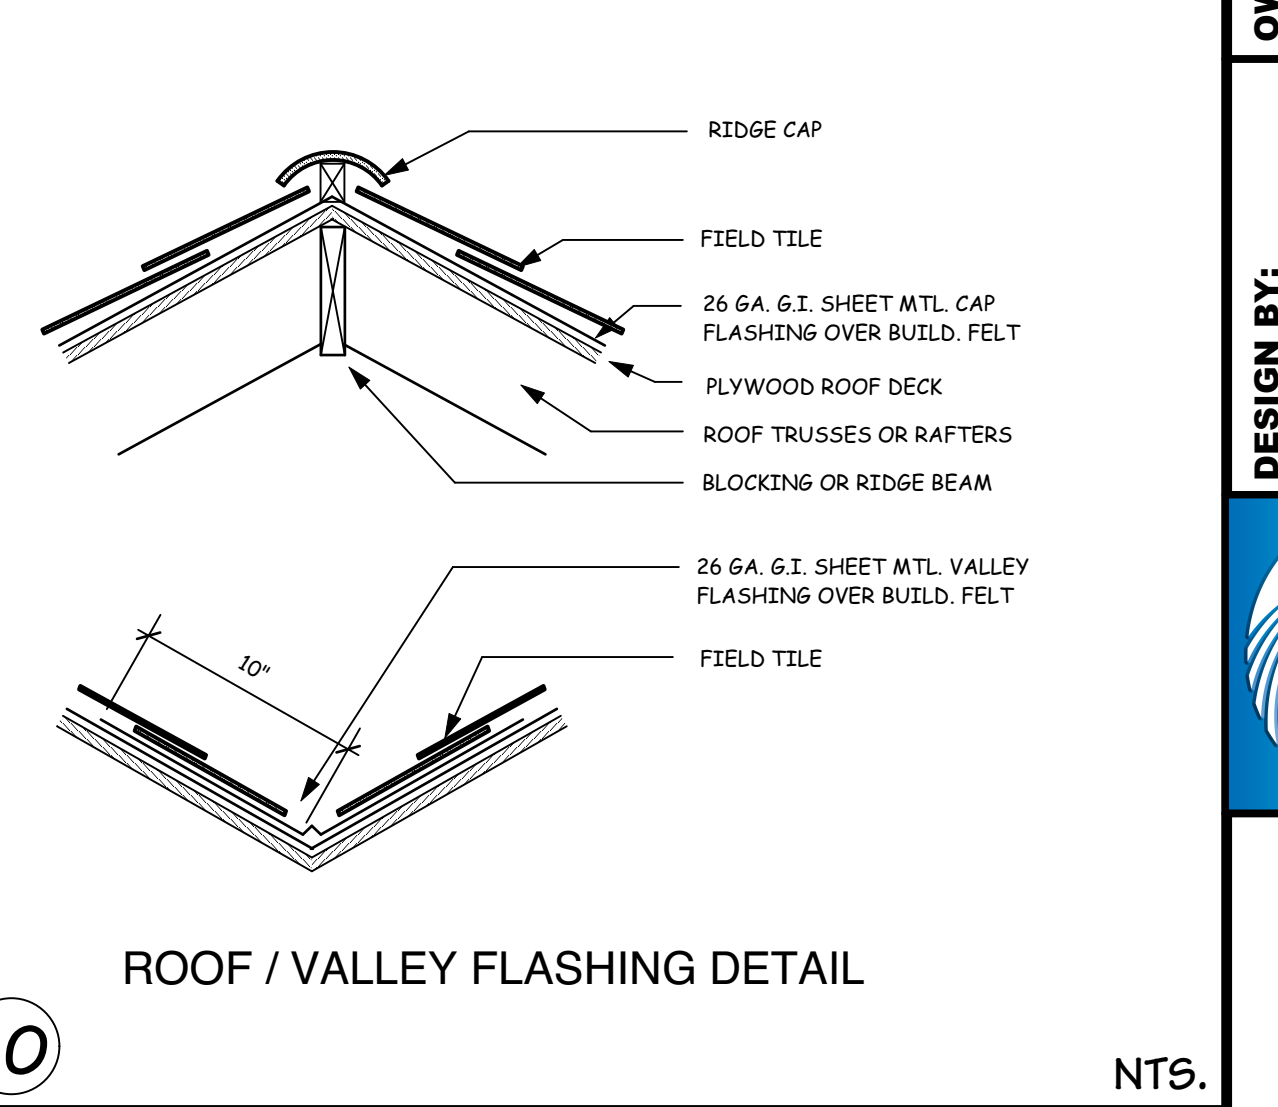 RIDGE CAP
FIELD TILE
26 GA. G.I. SHEET MTL. CAP
FLASHING OVER BUILD. FELT
PLYWOOD ROOF DECK
ROOF TRUSSES OR RAFTERS
BLOCKING OR RIDGE BEAM
26 GA. G.I. SHEET MTL. VALLEY
FLASHING OVER BUILD. FELT
FIELD TILE
10"
ROOF / VALLEY FLASHING DETAIL
NTS.
DESIGN BY: